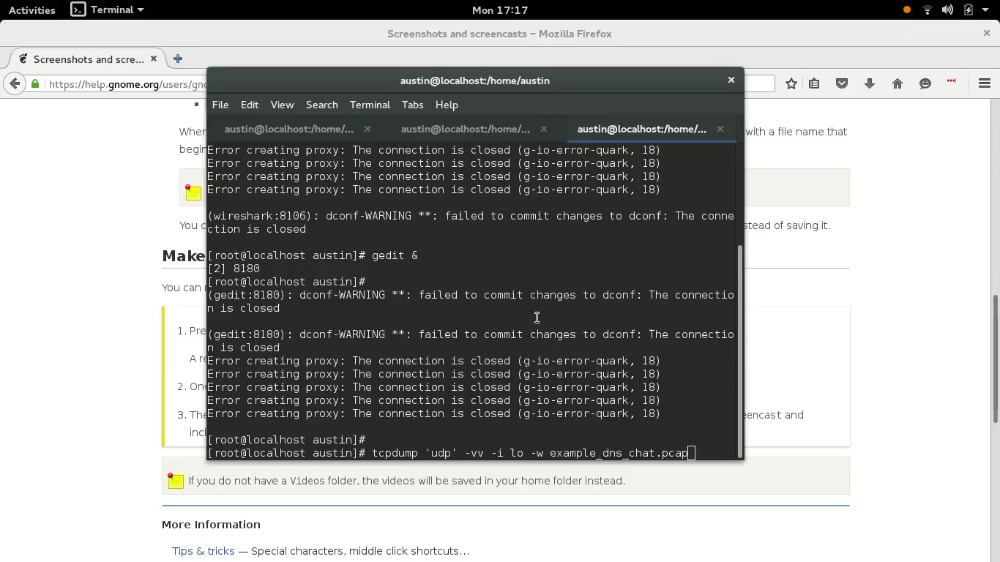 Activities
Terminal
Mon 17:17
Screenshots and screencasts – Mozilla Firefox
Screenshots and scre...
https://help.gnome.org/users/gno
austin@localhost:/home/austin
File Edit View Search Terminal Tabs Help
austin@localhost:/home/...
austin@localhost:/home/...
austin@localhost:/home/...
When
with a file name that
begin
You c
stead of saving it.
Make
You can
1. Pre
A re
2. Onc
3. The
eencast and
incl
Error creating proxy: The connection is closed (g-io-error-quark, 18)
Error creating proxy: The connection is closed (g-io-error-quark, 18)
Error creating proxy: The connection is closed (g-io-error-quark, 18)
Error creating proxy: The connection is closed (g-io-error-quark, 18)
(wireshark:8106): dconf-WARNING **: failed to commit changes to dconf: The conne
ction is closed
[root@localhost austin]# gedit &
[2] 8180
[root@localhost austin]#
(gedit:8180): dconf-WARNING **: failed to commit changes to dconf: The connectio
n is closed
(gedit:8180): dconf-WARNING **: failed to commit changes to dconf: The connectio
n is closed
Error creating proxy: The connection is closed (g-io-error-quark, 18)
Error creating proxy: The connection is closed (g-io-error-quark, 18)
Error creating proxy: The connection is closed (g-io-error-quark, 18)
Error creating proxy: The connection is closed (g-io-error-quark, 18)
Error creating proxy: The connection is closed (g-io-error-quark, 18)
[root@localhost austin]#
[root@localhost austin]# tcpdump 'udp' -vv -i lo -w example_dns_chat.pcap
If you do not have a Videos folder, the videos will be saved in your home folder instead.
More Information
Tips & tricks — Special characters, middle click shortcuts…